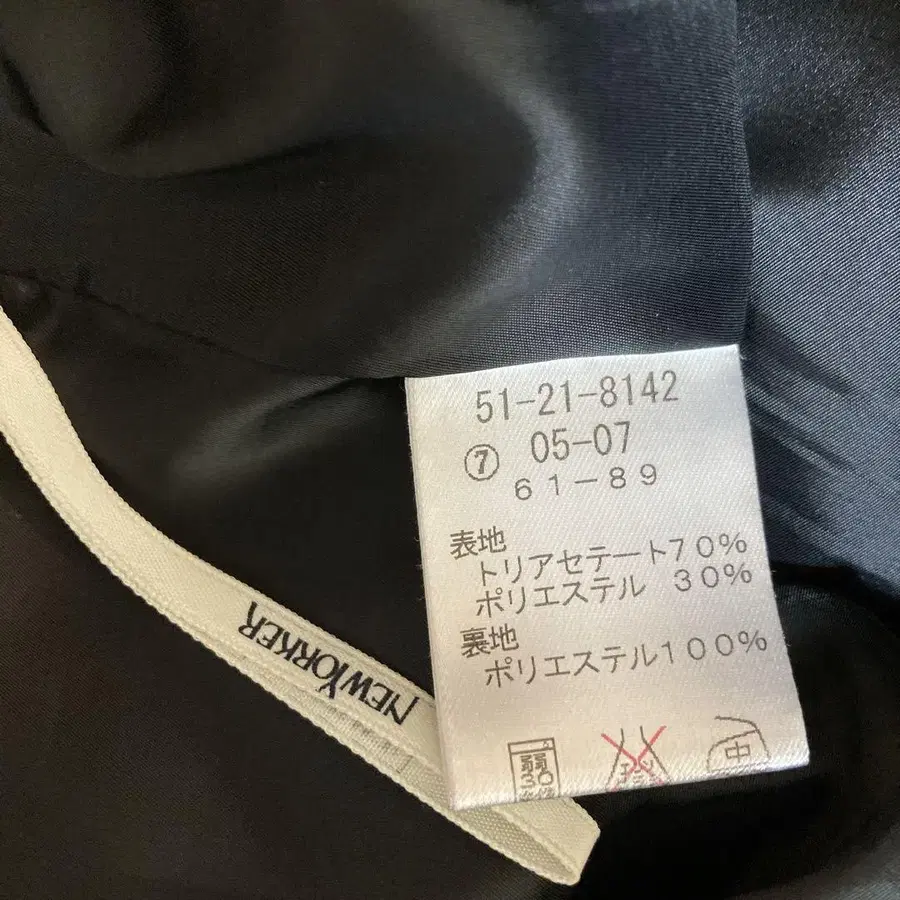 51-21-8142
⑦ 05-07
61-89
表地
トリアセテート70%
ポリエステル 30%
裏地
ポリエステル100%
中
NEWYORKER